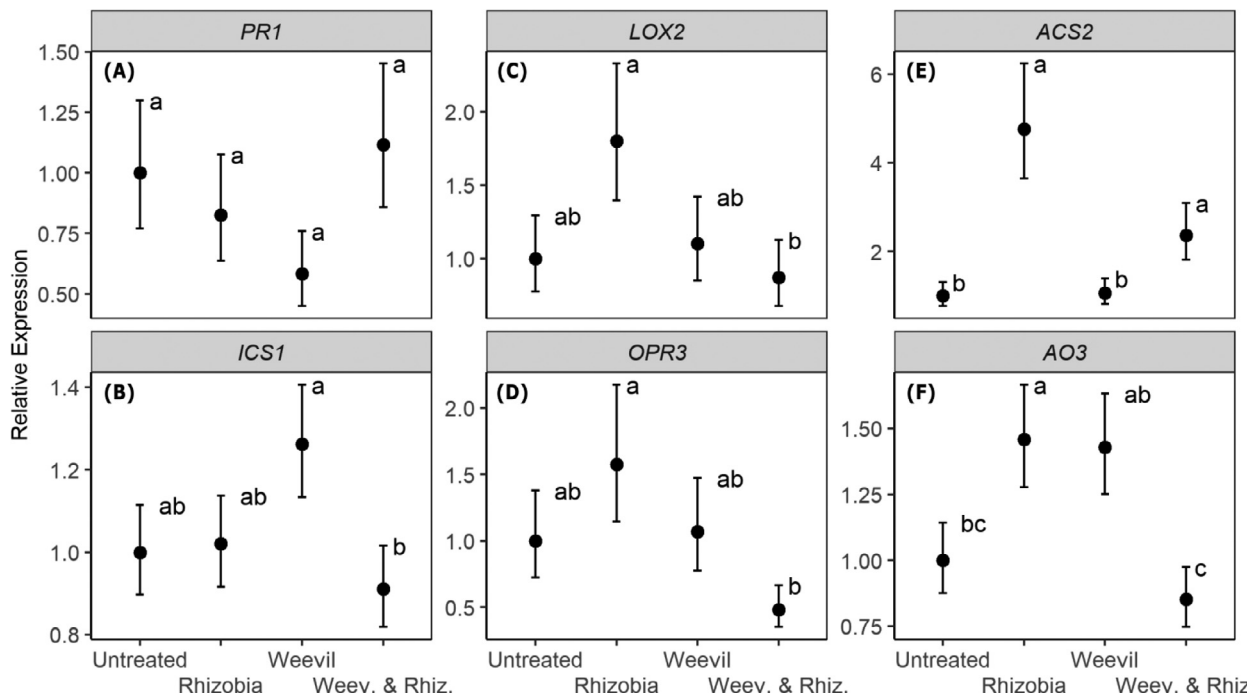 Relative Expression
PR1
(A)
1.50
1.25
1.00
0.75
0.50
a
a
a
a
LOX2
(C)
2.0
1.5
1.0
ab
a
ab
b
ACS2
(E)
6
4
2
b
a
b
a
ICS1
(B)
1.4
1.2
1.0
0.8
ab
ab
a
b
Untreated
Rhizobia
Weevil
Weev. & Rhiz.
OPR3
(D)
2.0
1.5
1.0
0.5
ab
a
ab
b
Untreated
Rhizobia
Weevil
Weev. & Rhiz.
AO3
(F)
1.50
1.25
1.00
0.75
bc
a
ab
c
Untreated
Rhizobia
Weevil
Weev. & Rhiz.